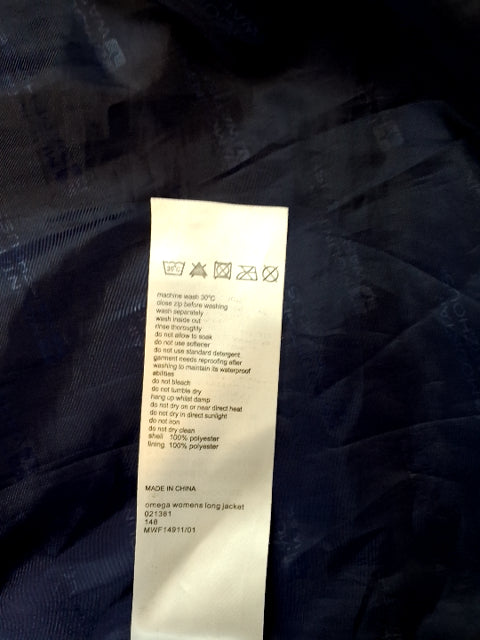 30°C
machine wash 30°C
close zip before washing
wash separately
wash inside out
rinse thoroughly
do not allow to soak
do not use softener
do not use standard detergent
garment needs reproofing after
washing to maintain its waterproof
abilities
do not bleach
do not tumble dry
hang up whilst damp
do not dry on or near direct heat
do not dry in direct sunlight
do not iron
do not dry clean
shell 100% polyester
lining 100% polyester
MADE IN CHINA
omega womens long jacket
021381
148
MWF14911/01